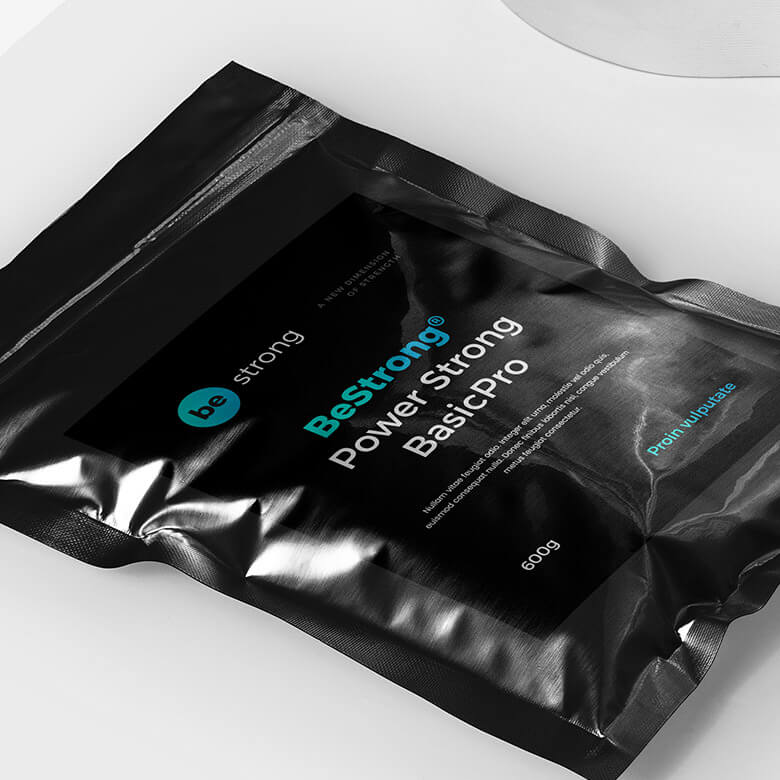 be strong
A NEW DIMENSION
OF STRENGTH
BeStrong®
Power Strong
BasicPro
Nullam vitae feugiat odio. Integer elit urna, molestie vel odio quis,
euismod consequat nulla. Donec finibus lobortis nisl, congue vestibulum
metus feugiat consectetur.
Proin vulputate
600g